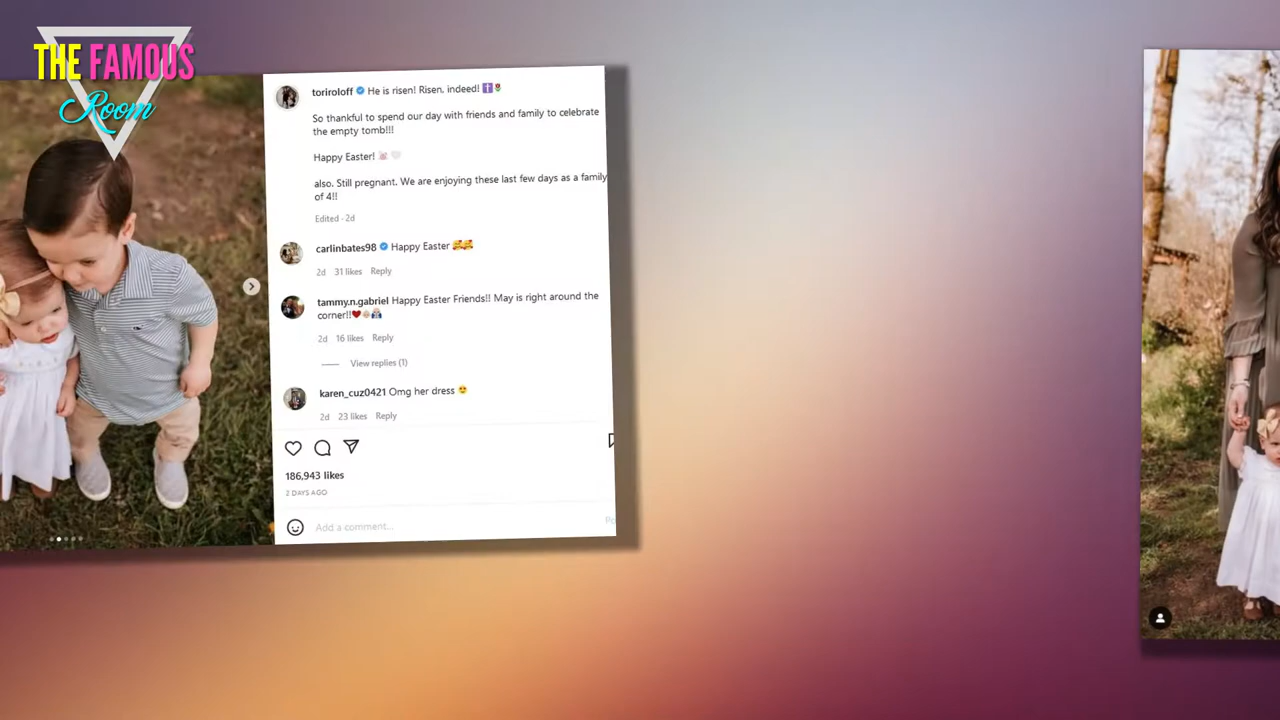 THE FAMOUS
Room
toriroloff He is risen! Risen, indeed!
So thankful to spend our day with friends and family to celebrate
the empty tomb!!!
Happy Easter!
also. Still pregnant. We are enjoying these last few days as a family
of 4!!
Edited · 2d
carlinbates98 Happy Easter
2d 31 likes Reply
tammy.n.gabriel Happy Easter Friends!! May is right around the
corner!!
2d 16 likes Reply
View replies (1)
karen_cuz0421 Omg her dress
2d 23 likes Reply
186,943 likes
2 DAYS AGO
Add a comment...